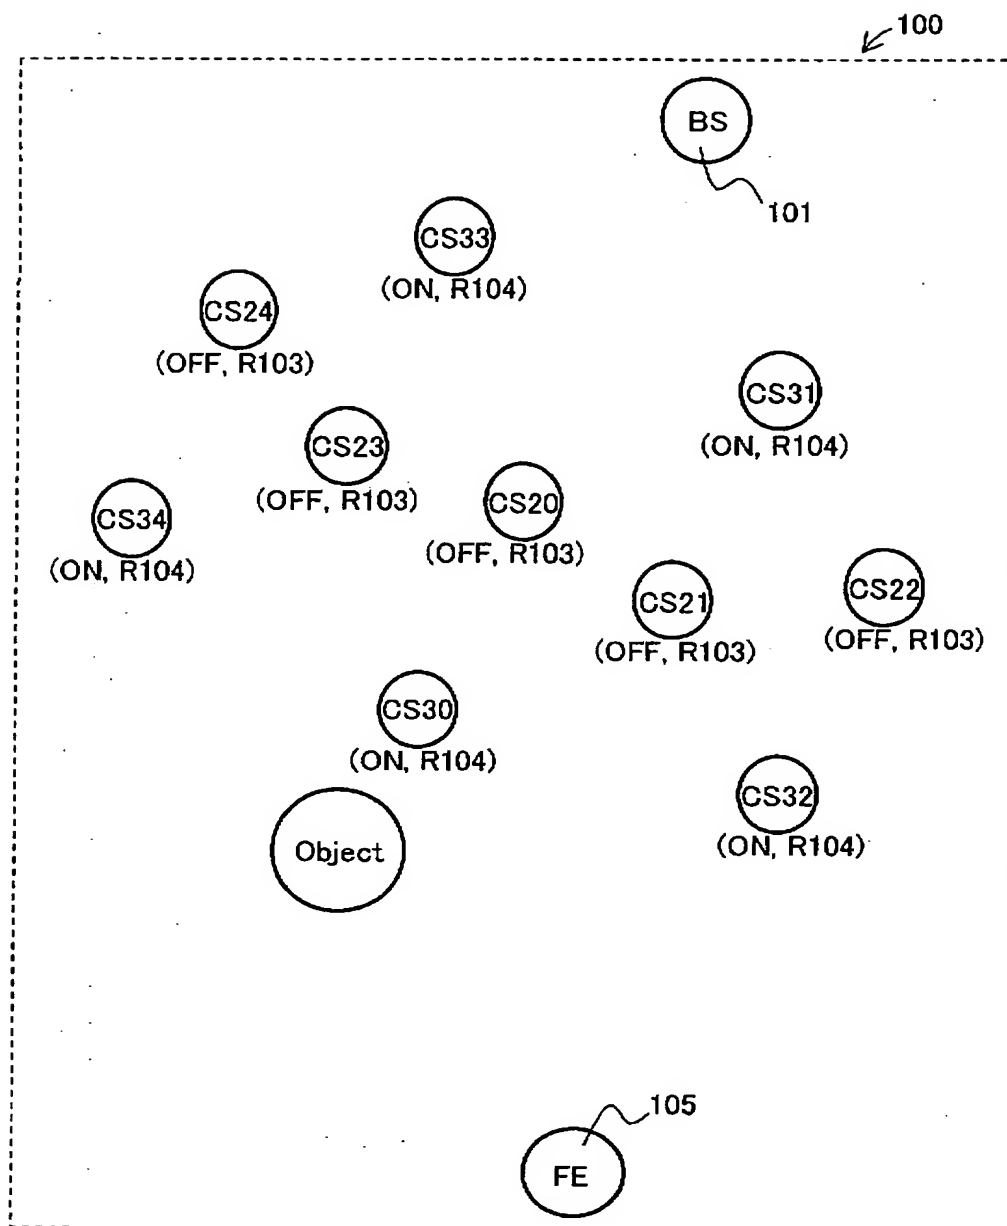 100
BS
101
CS33
(ON, R104)
CS24
(OFF, R103)
CS31
(ON, R104)
CS23
(OFF, R103)
CS20
(OFF, R103)
CS34
(ON, R104)
CS21
(OFF, R103)
CS22
(OFF, R103)
CS30
(ON, R104)
CS32
(ON, R104)
Object
105
FE